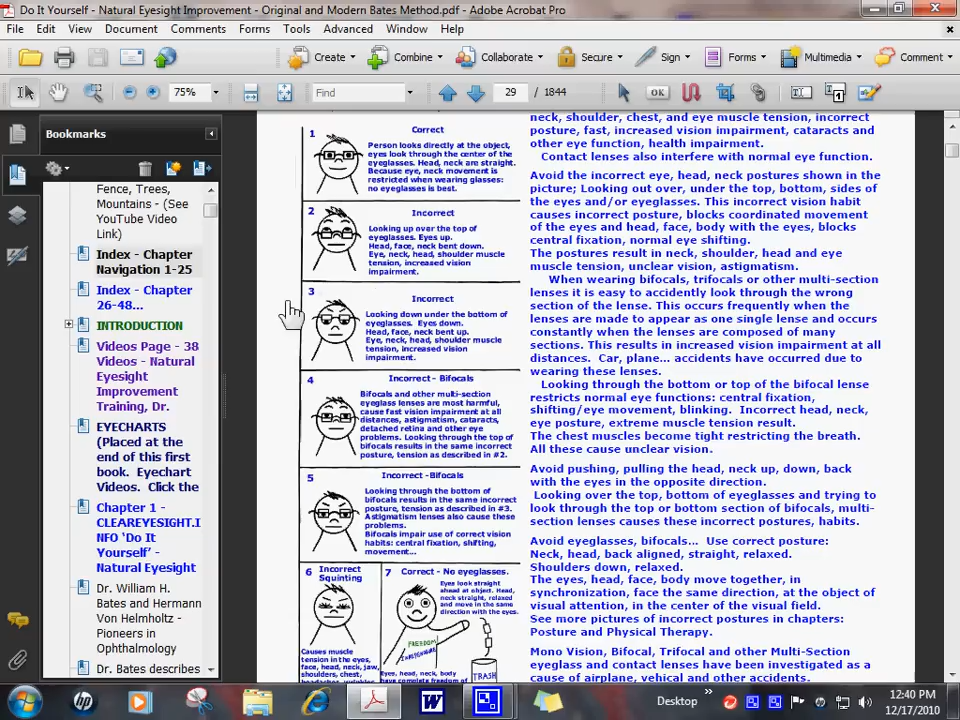 Do It Yourself - Natural Eyesight Improvement - Original and Modern Bates Method.pdf - Adobe Acrobat Pro
File Edit View Document Comments Forms Tools Advanced Window Help
Create Combine Collaborate Secure Sign Forms Multimedia Comment
75% Find 29 / 1844
Bookmarks
Fence, Trees,
Mountains - (See
YouTube Video
Link)
Index - Chapter
Navigation 1-25
Index - Chapter
26-48...
INTRODUCTION
Videos Page - 38
Videos - Natural
Eyesight
Improvement
Training, Dr.
EYECHARTS
(Placed at the
end of this first
book. Eyechart
Videos. Click the
Chapter 1 -
CLEAREYESIGHT.I
NFO 'Do It
Yourself' -
Natural Eyesight
Dr. William H.
Bates and Hermann
Von Helmholtz -
Pioneers in
Ophthalmology
Dr. Bates describes
1 Correct
Person looks directly at the object,
eyes look through the center of the
eyeglasses. Head, neck are straight.
Because eye, neck movement is
restricted when wearing glasses:
no eyeglasses is best.
2 Incorrect
Looking up over the top of
eyeglasses. Eyes up.
Head, face, neck bent down.
Eye, neck, head, shoulder muscle
tension, increased vision
impairment.
3 Incorrect
Looking down under the bottom of
eyeglasses. Eyes down.
Head, face, neck bent up.
Eye, neck, head, shoulder muscle
tension, increased vision
impairment.
4 Incorrect - Bifocals
Bifocals and other multi-section
eyeglass lenses are most harmful,
cause fast vision impairment at all
distances, astigmatism, cataracts,
detached retina and other eye
problems. Looking through the top of
bifocals results in the same incorrect
posture, tension as described in #2.
5 Incorrect -Bifocals
Looking through the bottom of
bifocals results in the same incorrect
posture, tension as described in #3.
Astigmatism lenses also cause these
problems.
Bifocals impair use of correct vision
habits: central fixation, shifting,
movement...
6 Incorrect
Squinting
Causes muscle
tension in the eyes,
face, head, neck, jaw,
shoulders, chest,
headaches, wrinkles
7 Correct - No eyeglasses.
Eyes look straight
ahead at object. Head,
neck straight, relaxed
and move in the same
direction with the eyes.
FREEDOM!
TRASH
Eyes, head, neck, body
have complete freedom of
neck, shoulder, chest, and eye muscle tension, incorrect
posture, fast, increased vision impairment, cataracts and
other eye function, health impairment.
Contact lenses also interfere with normal eye function.
Avoid the incorrect eye, head, neck postures shown in the
picture; Looking out over, under the top, bottom, sides of
the eyes and/or eyeglasses. This incorrect vision habit
causes incorrect posture, blocks coordinated movement
of the eyes and head, face, body with the eyes, blocks
central fixation, normal eye shifting.
The postures result in neck, shoulder, head and eye
muscle tension, unclear vision, astigmatism.
When wearing bifocals, trifocals or other multi-section
lenses it is easy to accidently look through the wrong
section of the lense. This occurs frequently when the
lenses are made to appear as one single lense and occurs
constantly when the lenses are composed of many
sections. This results in increased vision impairment at all
distances. Car, plane... accidents have occurred due to
wearing these lenses.
Looking through the bottom or top of the bifocal lense
restricts normal eye functions: central fixation,
shifting/eye movement, blinking. Incorrect head, neck,
eye posture, extreme muscle tension result.
The chest muscles become tight restricting the breath.
All these cause unclear vision.
Avoid pushing, pulling the head, neck up, down, back
with the eyes in the opposite direction.
Looking over the top, bottom of eyeglasses and trying to
look through the top or bottom section of bifocals, multi-
section lenses causes these incorrect postures, habits.
Avoid eyeglasses, bifocals... Use correct posture:
Neck, head, back aligned, straight, relaxed.
Shoulders down, relaxed.
The eyes, head, face, body move together, in
synchronization, face the same direction, at the object of
visual attention, in the center of the visual field.
See more pictures of incorrect postures in chapters:
Posture and Physical Therapy.
Mono Vision, Bifocal, Trifocal and other Multi-Section
eyeglass and contact lenses have been investigated as a
cause of airplane, vehical and other accidents.
Desktop » 12:40 PM
12/17/2010